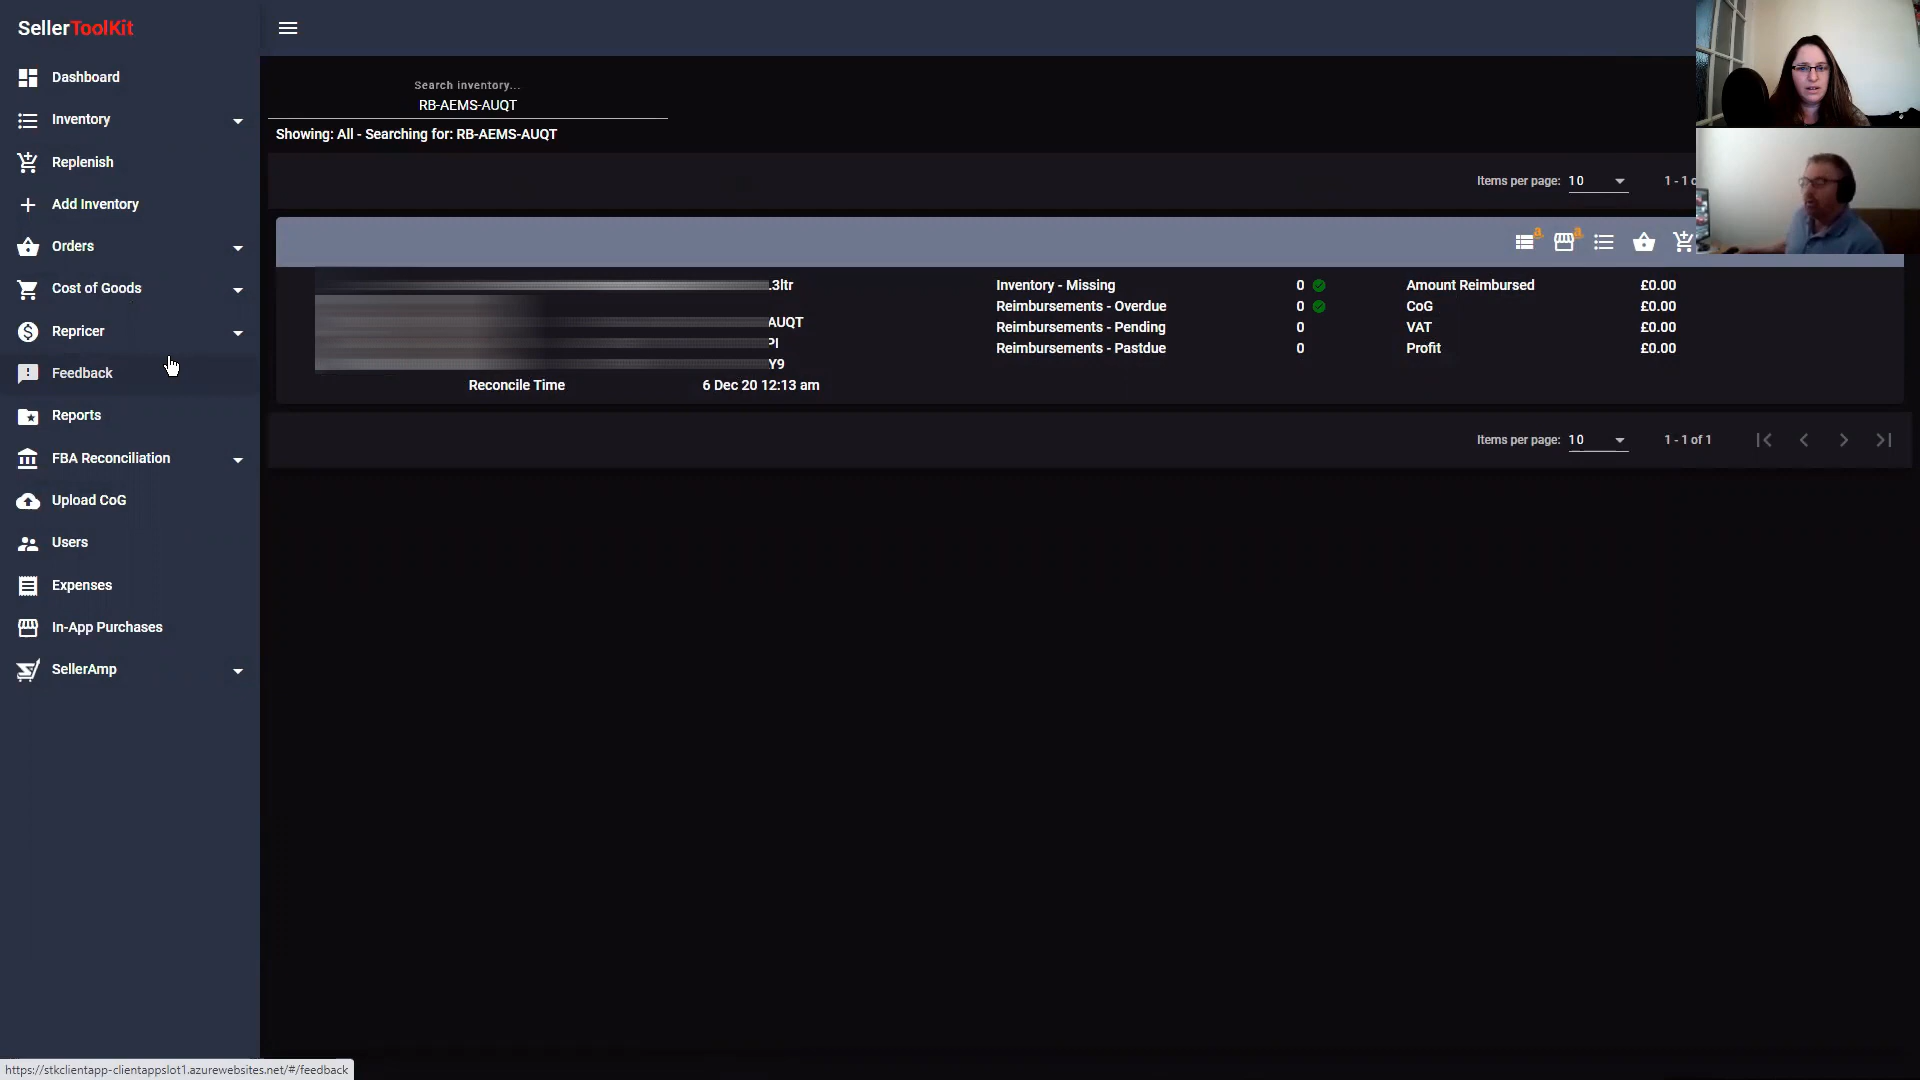 SellerToolKit
Dashboard
Inventory
Replenish
Add Inventory
Orders
Cost of Goods
Repricer
Feedback
Reports
FBA Reconciliation
Upload CoG
Users
Expenses
In-App Purchases
SellerAmp
Search inventory...
RB-AEMS-AUQT
Showing: All - Searching for: RB-AEMS-AUQT
Items per page: 10 1 - 1
.3ltr
AUQT
PI
Y9
Reconcile Time 6 Dec 20 12:13 am
Inventory - Missing 0
Reimbursements - Overdue 0
Reimbursements - Pending 0
Reimbursements - Pastdue 0
Amount Reimbursed £0.00
CoG £0.00
VAT £0.00
Profit £0.00
Items per page: 10 1 - 1 of 1
https://stkclientapp-clientappslot1.azurewebsites.net/#/feedback